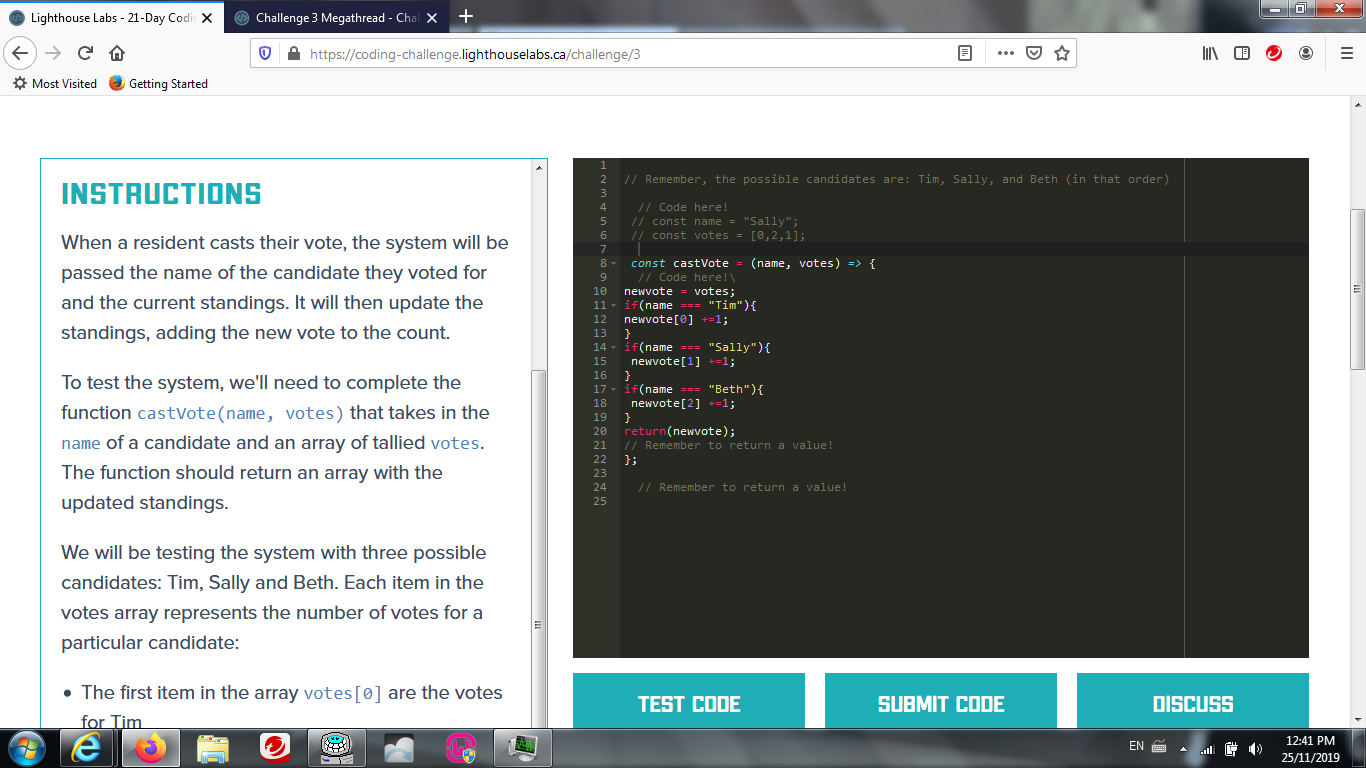 Lighthouse Labs - 21-Day Codi
Challenge 3 Megathread - Chal
https://coding-challenge.lighthouselabs.ca/challenge/3
Most Visited
Getting Started
INSTRUCTIONS
When a resident casts their vote, the system will be
passed the name of the candidate they voted for
and the current standings. It will then update the
standings, adding the new vote to the count.
To test the system, we'll need to complete the
function castVote(name, votes) that takes in the
name of a candidate and an array of tallied votes.
The function should return an array with the
updated standings.
We will be testing the system with three possible
candidates: Tim, Sally and Beth. Each item in the
votes array represents the number of votes for a
particular candidate:
• The first item in the array votes[0] are the votes
for Tim
1
2 // Remember, the possible candidates are: Tim, Sally, and Beth (in that order)
3
4 // Code here!
5 // const name = "Sally";
6 // const votes = [0,2,1];
7
8 const castVote = (name, votes) => {
9 // Code here!\
10 newvote = votes;
11 if(name === "Tim"){
12 newvote[0] +=1;
13 }
14 if(name === "Sally"){
15 newvote[1] +=1;
16 }
17 if(name === "Beth"){
18 newvote[2] +=1;
19 }
20 return(newvote);
21 // Remember to return a value!
22 };
23
24 // Remember to return a value!
25
TEST CODE
SUBMIT CODE
DISCUSS
EN
12:41 PM
25/11/2019